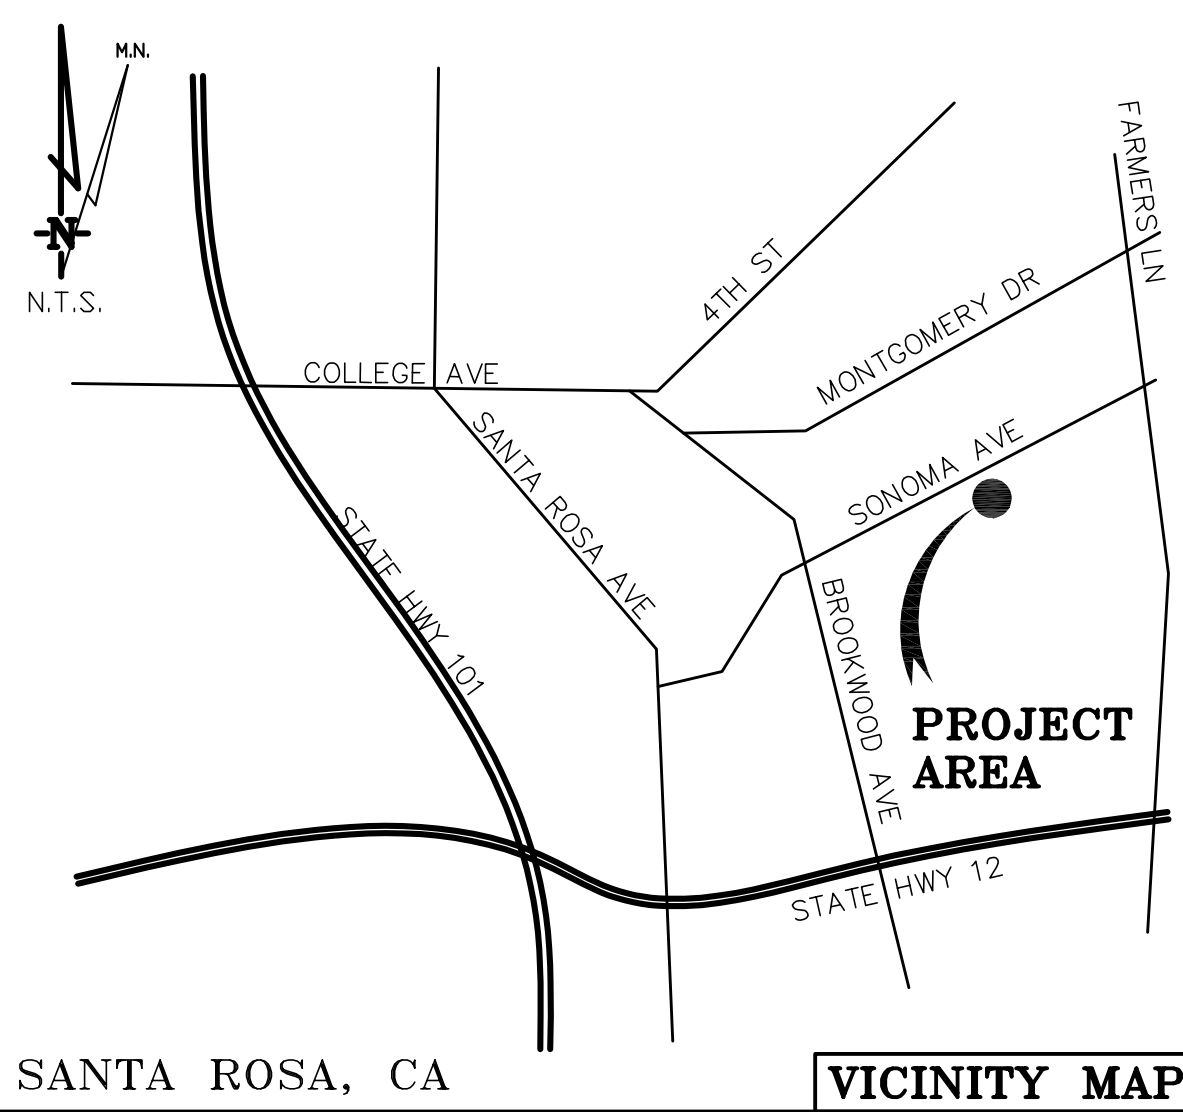 M.N.
N
N.T.S.
FARMERS LN
4TH ST
MONTGOMERY DR
COLLEGE AVE
SANTA ROSA AVE
SONOMA AVE
STATE HWY 101
BROOKWOOD AVE
PROJECT
AREA
STATE HWY 12
SANTA ROSA, CA
VICINITY MAP